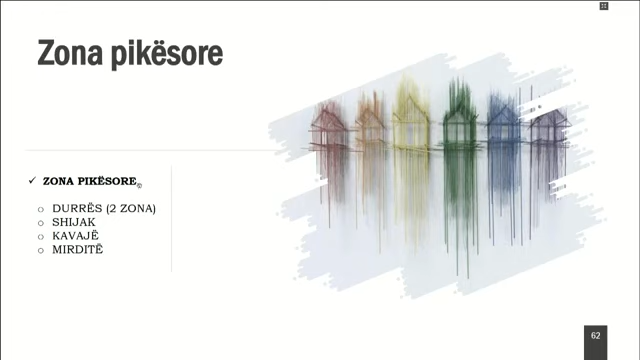 Zona pikësore
✓ ZONA PIKËSORE
○ DURRËS (2 ZONA)
○ SHIJAK
○ KAVAJË
○ MIRDITË
62